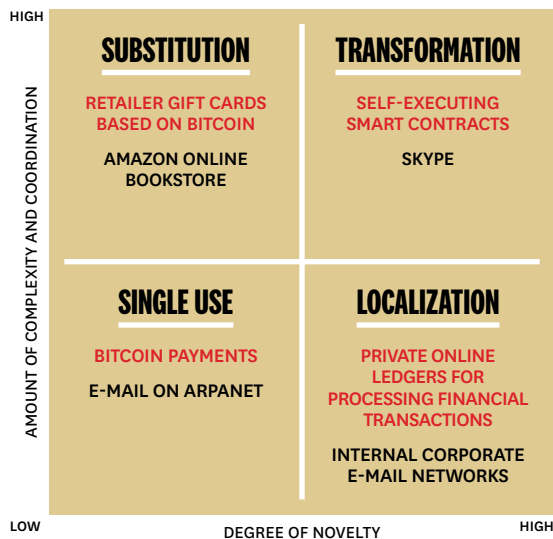 HIGH
AMOUNT OF COMPLEXITY AND COORDINATION
SUBSTITUTION
RETAILER GIFT CARDS
BASED ON BITCOIN
AMAZON ONLINE
BOOKSTORE
TRANSFORMATION
SELF-EXECUTING
SMART CONTRACTS
SKYPE
SINGLE USE
BITCOIN PAYMENTS
E-MAIL ON ARPANET
LOCALIZATION
PRIVATE ONLINE
LEDGERS FOR
PROCESSING FINANCIAL
TRANSACTIONS
INTERNAL CORPORATE
E-MAIL NETWORKS
LOW
DEGREE OF NOVELTY
HIGH